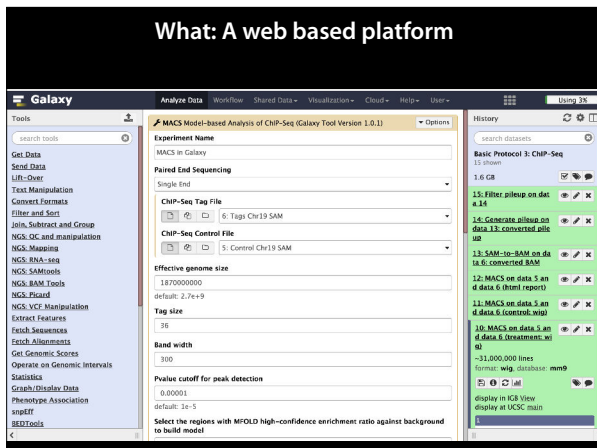 What: A web based platform
Galaxy
Analyze Data Workflow Shared Data Visualization Cloud Help User
Using 3%
Tools
search tools
Get Data
Send Data
Lift-Over
Text Manipulation
Convert Formats
Filter and Sort
Join, Subtract and Group
NGS: QC and manipulation
NGS: Mapping
NGS: RNA-seq
NGS: SAMtools
NGS: BAM Tools
NGS: Picard
NGS: VCF Manipulation
Extract Features
Fetch Sequences
Fetch Alignments
Get Genomic Scores
Operate on Genomic Intervals
Statistics
Graph/Display Data
Phenotype Association
snpEff
BEDTools
MACS Model-based Analysis of ChIP-Seq (Galaxy Tool Version 1.0.1)
Options
Experiment Name
MACS in Galaxy
Paired End Sequencing
Single End
ChIP-Seq Tag File
6: Tags Chr19 SAM
ChIP-Seq Control File
5: Control Chr19 SAM
Effective genome size
1870000000
default: 2.7e+9
Tag size
36
Band width
300
Pvalue cutoff for peak detection
0.00001
default: 1e-5
Select the regions with MFOLD high-confidence enrichment ratio against background
to build model
History
search datasets
Basic Protocol 3: ChIP-Seq
15 shown
1.6 GB
15: Filter pileup on dat
a 14
14: Generate pileup on
data 13: converted pile
up
13: SAM-to-BAM on da
ta 6: converted BAM
12: MACS on data 5 an
d data 6 (html report)
11: MACS on data 5 an
d data 6 (control: wig)
10: MACS on data 5 an
d data 6 (treatment: wi
g)
~31,000,000 lines
format: wig, database: mm9
display in IGB View
display at UCSC main
1